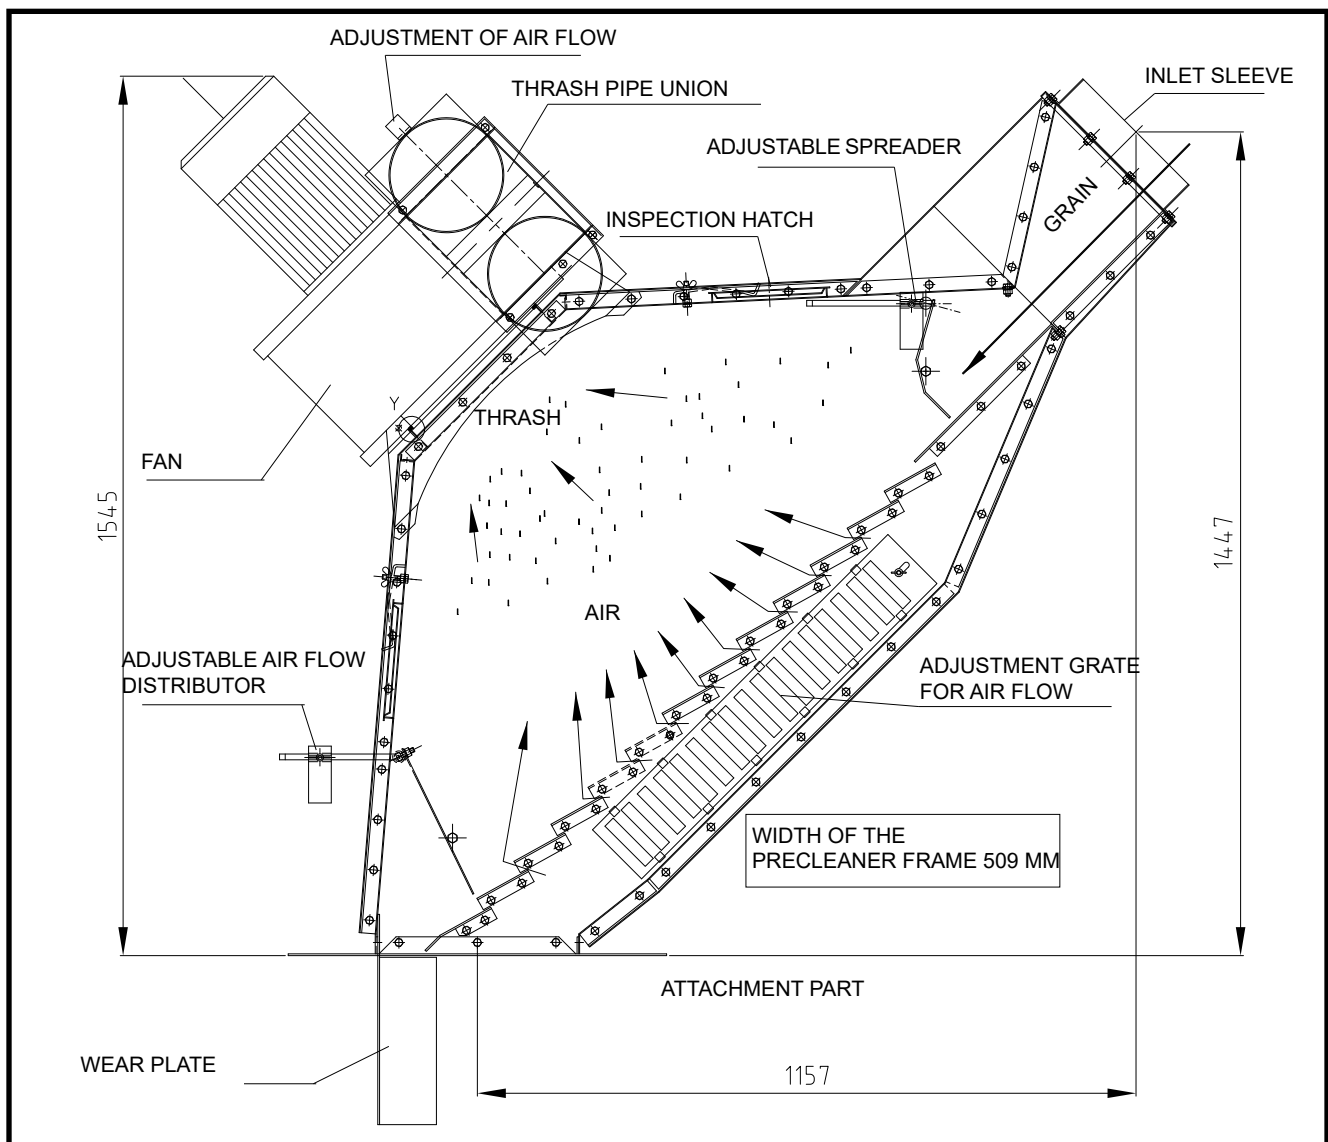 ADJUSTMENT OF AIR FLOW
INLET SLEEVE
THRASH PIPE UNION
ADJUSTABLE SPREADER
GRAIN
INSPECTION HATCH
Y
THRASH
FAN
1545
1447
AIR
ADJUSTABLE AIR FLOW
DISTRIBUTOR
ADJUSTMENT GRATE
FOR AIR FLOW
WIDTH OF THE
PRECLEANER FRAME 509 MM
ATTACHMENT PART
WEAR PLATE
1157